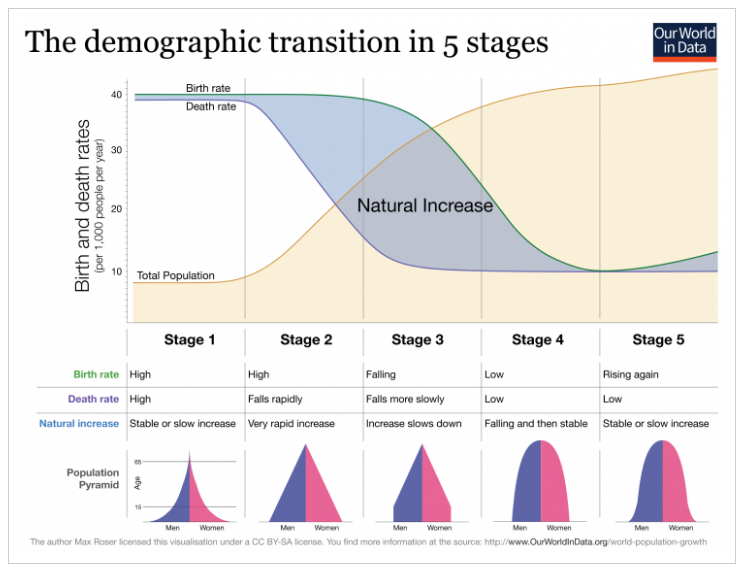 The demographic transition in 5 stages
Our World
in Data
Birth and death rates
(per 1,000 people per year)
40
30
20
10
Birth rate
Death rate
Natural Increase
Total Population
Stage 1
Stage 2
Stage 3
Stage 4
Stage 5
Birth rate
High
High
Falling
Low
Rising again
Death rate
High
Falls rapidly
Falls more slowly
Low
Low
Natural increase
Stable or slow increase
Very rapid increase
Increase slows down
Falling and then stable
Stable or slow increase
Population
Pyramid
Age
65
15
Men
Women
Men
Women
Men
Women
Men
Women
Men
Women
The author Max Roser licensed this visualisation under a CC BY-SA license. You find more information at the source: http://www.OurWorldInData.org/world-population-growth